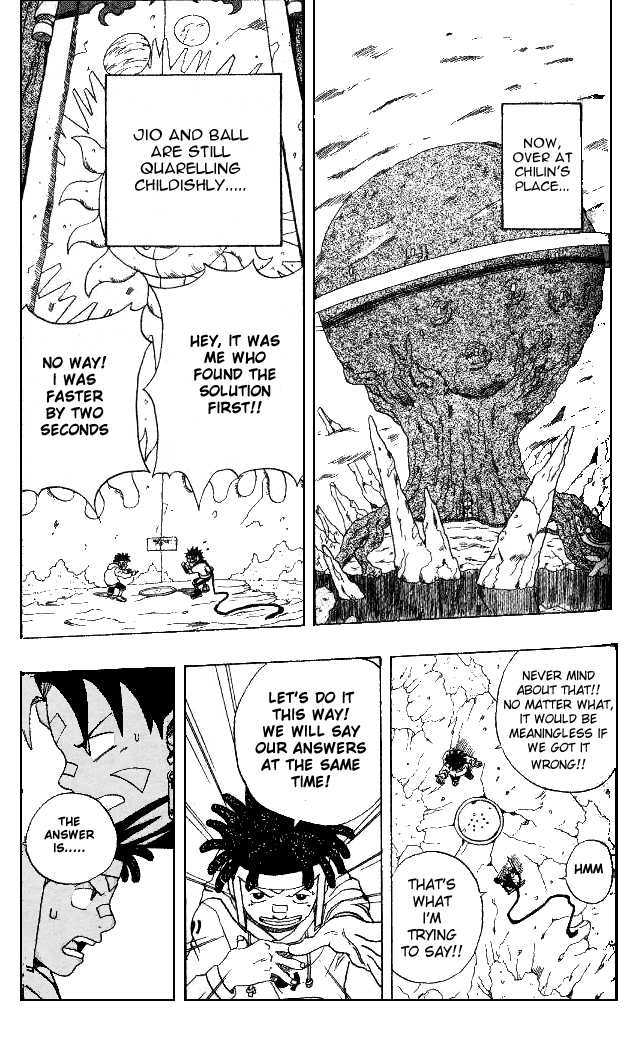 NOW,
OVER AT
CHILIN'S
PLACE...
JIO AND BALL
ARE STILL
QUARELLING
CHILDISHLY.....
HEY, IT WAS
ME WHO
FOUND THE
SOLUTION
FIRST!!
NO WAY!
I WAS
FASTER
BY TWO
SECONDS
NEVER MIND
ABOUT THAT!!
NO MATTER WHAT,
IT WOULD BE
MEANINGLESS IF
WE GOT IT
WRONG!!
HMM
THAT'S
WHAT
I'M
TRYING
TO SAY!!
LET'S DO IT
THIS WAY!
WE WILL SAY
OUR ANSWERS
AT THE SAME
TIME!
THE
ANSWER
IS.....